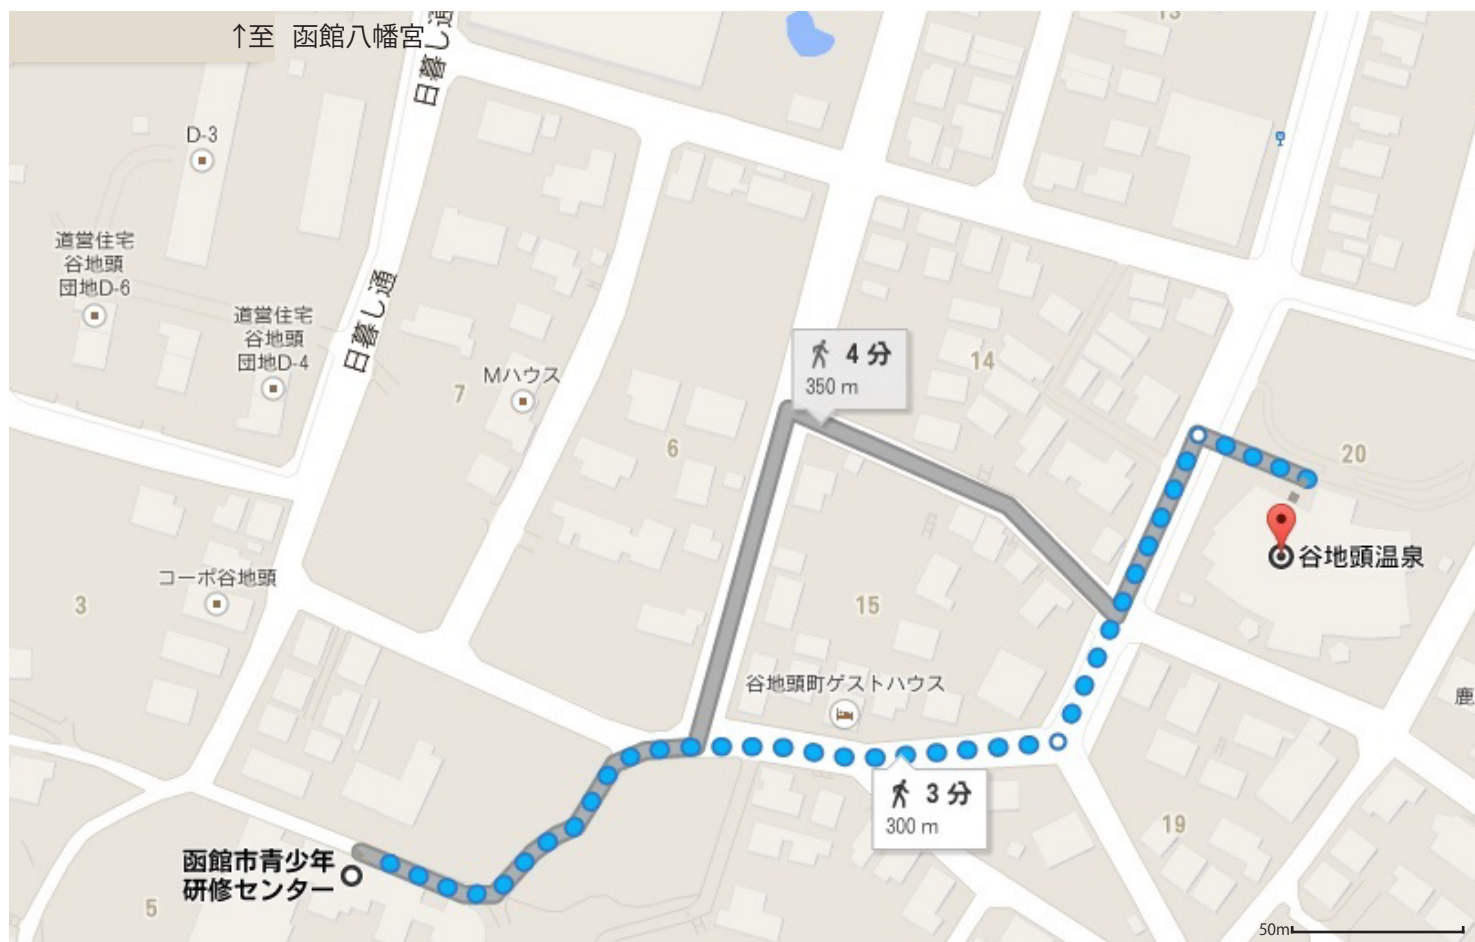 ↑至 函館八幡宮
日暮し通
13
D-3
道営住宅
谷地頭
団地D-6
道営住宅
谷地頭
団地D-4
日暮し通
Mハウス
7
6
4 分
350 m
14
20
谷地頭温泉
コーポ谷地頭
3
15
谷地頭町ゲストハウス
鹿
3 分
300 m
19
函館市青少年
研修センター
5
50m